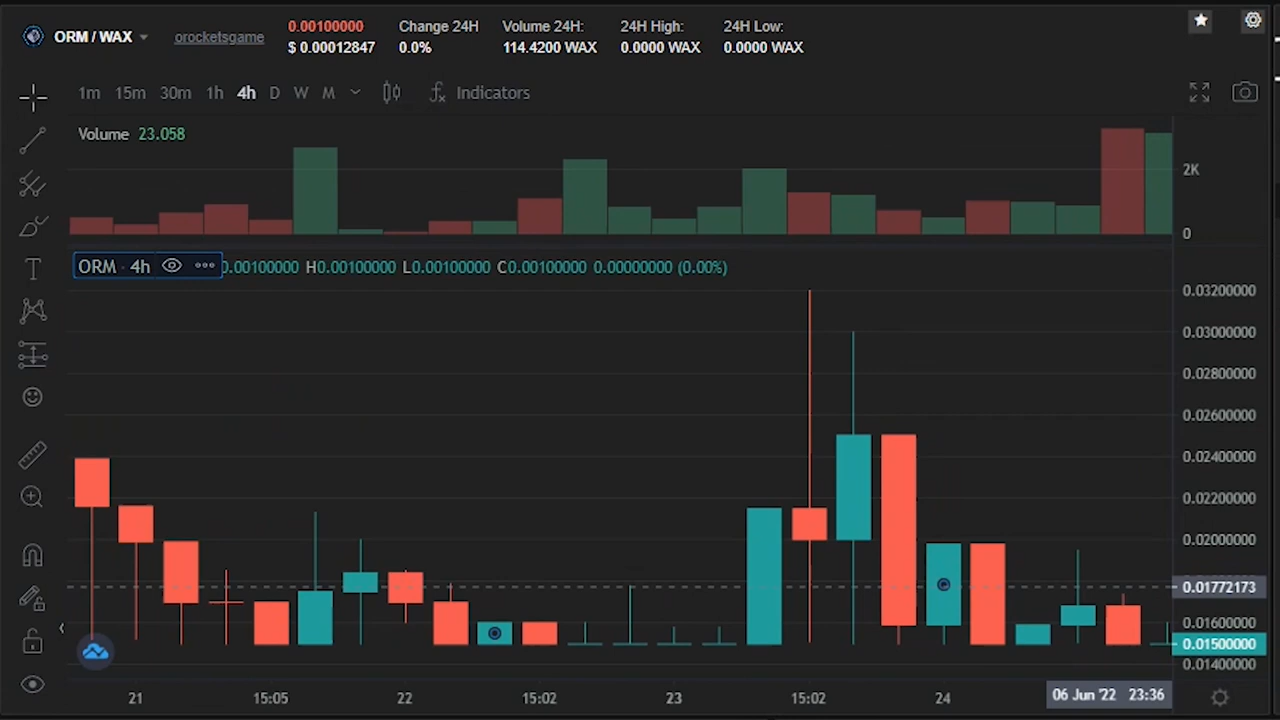 ORM / WAX
orocketsgame
0.00100000
$ 0.00012847
Change 24H
0.0%
Volume 24H:
114.4200 WAX
24H High:
0.0000 WAX
24H Low:
0.0000 WAX
1m 15m 30m 1h 4h D W M Indicators
Volume 23.058
2K
0
ORM · 4h 0.00100000 H0.00100000 L0.00100000 C0.00100000 0.00000000 (0.00%)
0.03200000
0.03000000
0.02800000
0.02600000
0.02400000
0.02200000
0.02000000
0.01772173
0.01600000
0.01500000
0.01400000
21 15:05 22 15:02 23 15:02 24 06 Jun '22 23:36